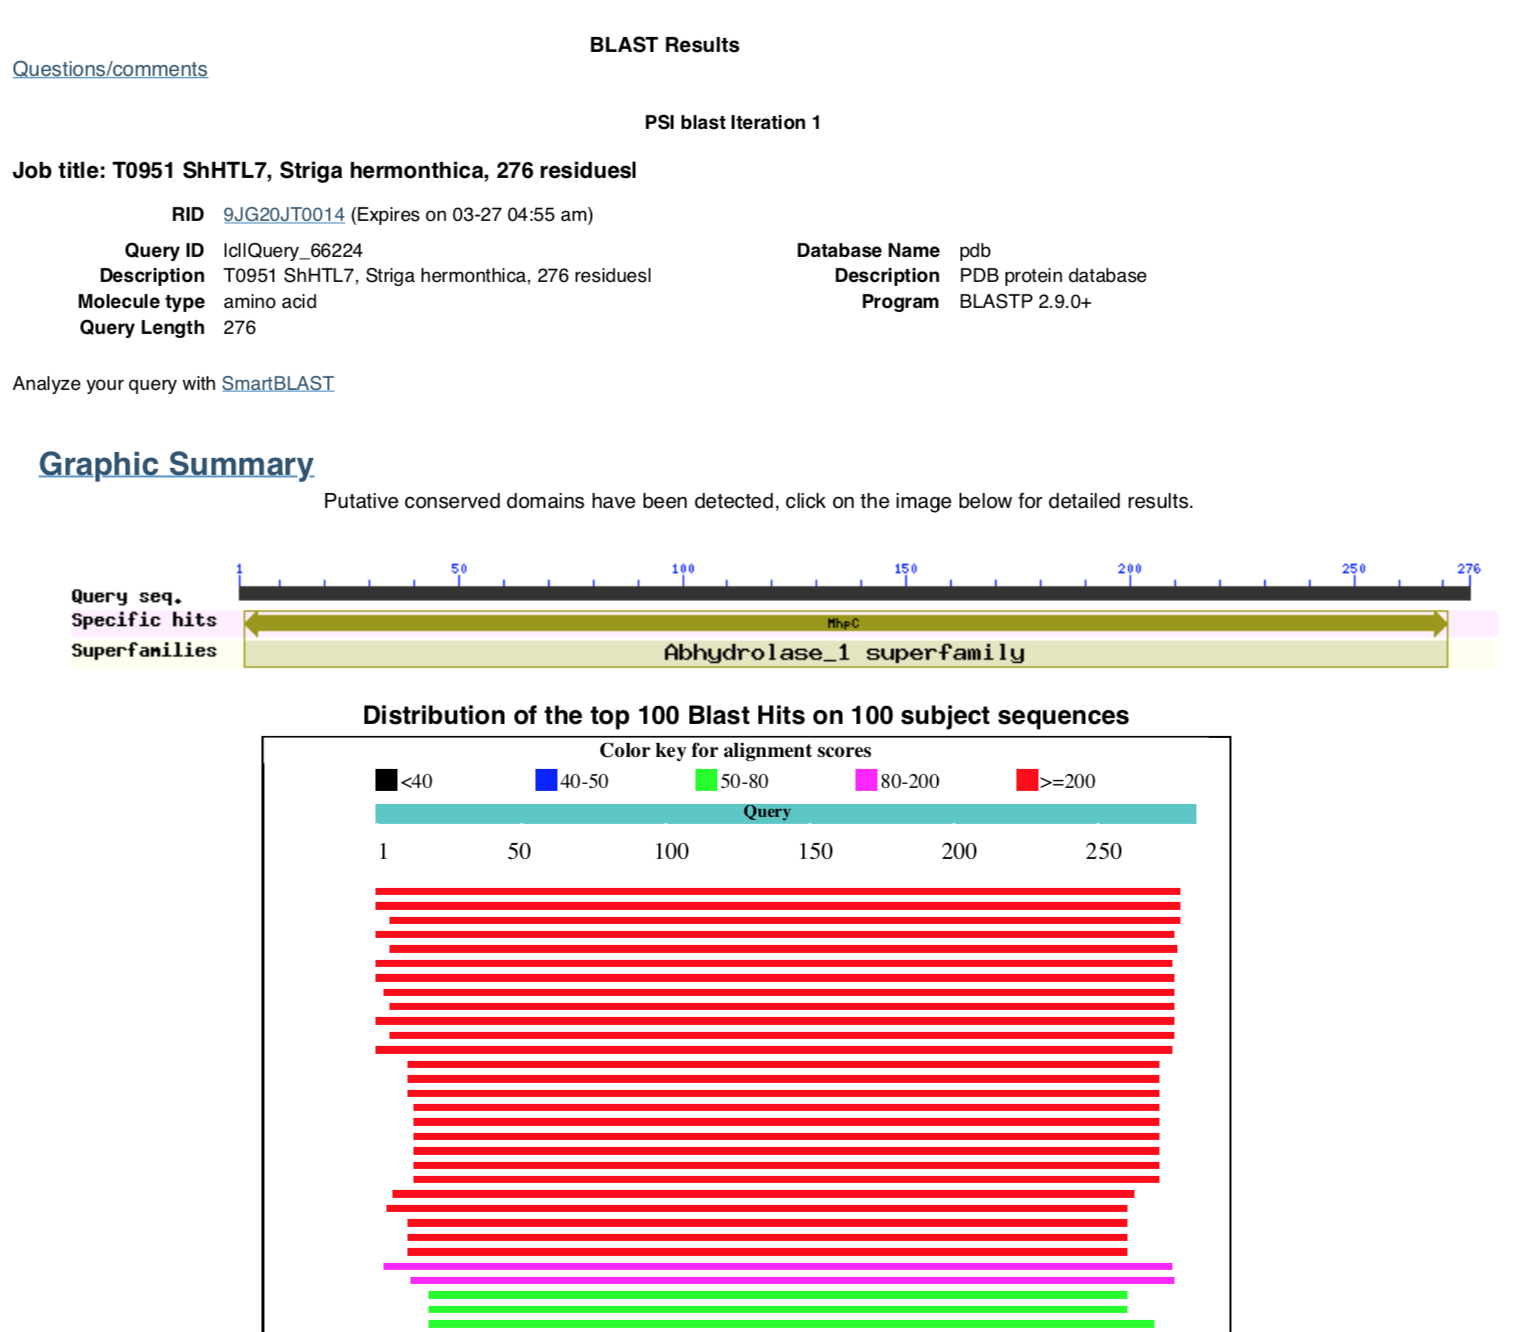 BLAST Results
Questions/comments
PSI blast Iteration 1
Job title: T0951 ShHTL7, Striga hermonthica, 276 residuesl
RID 9JG20JT0014 (Expires on 03-27 04:55 am)
Query ID lcl|Query_66224 Database Name pdb
Description T0951 ShHTL7, Striga hermonthica, 276 residuesl Description PDB protein database
Molecule type amino acid Program BLASTP 2.9.0+
Query Length 276
Analyze your query with SmartBLAST
Graphic Summary
Putative conserved domains have been detected, click on the image below for detailed results.
1 50 100 150 200 250 276
Query seq.
Specific hits MhpC
Superfamilies Abhydrolase_1 superfamily
Distribution of the top 100 Blast Hits on 100 subject sequences
Color key for alignment scores
<40 40-50 50-80 80-200 >=200
Query
1 50 100 150 200 250